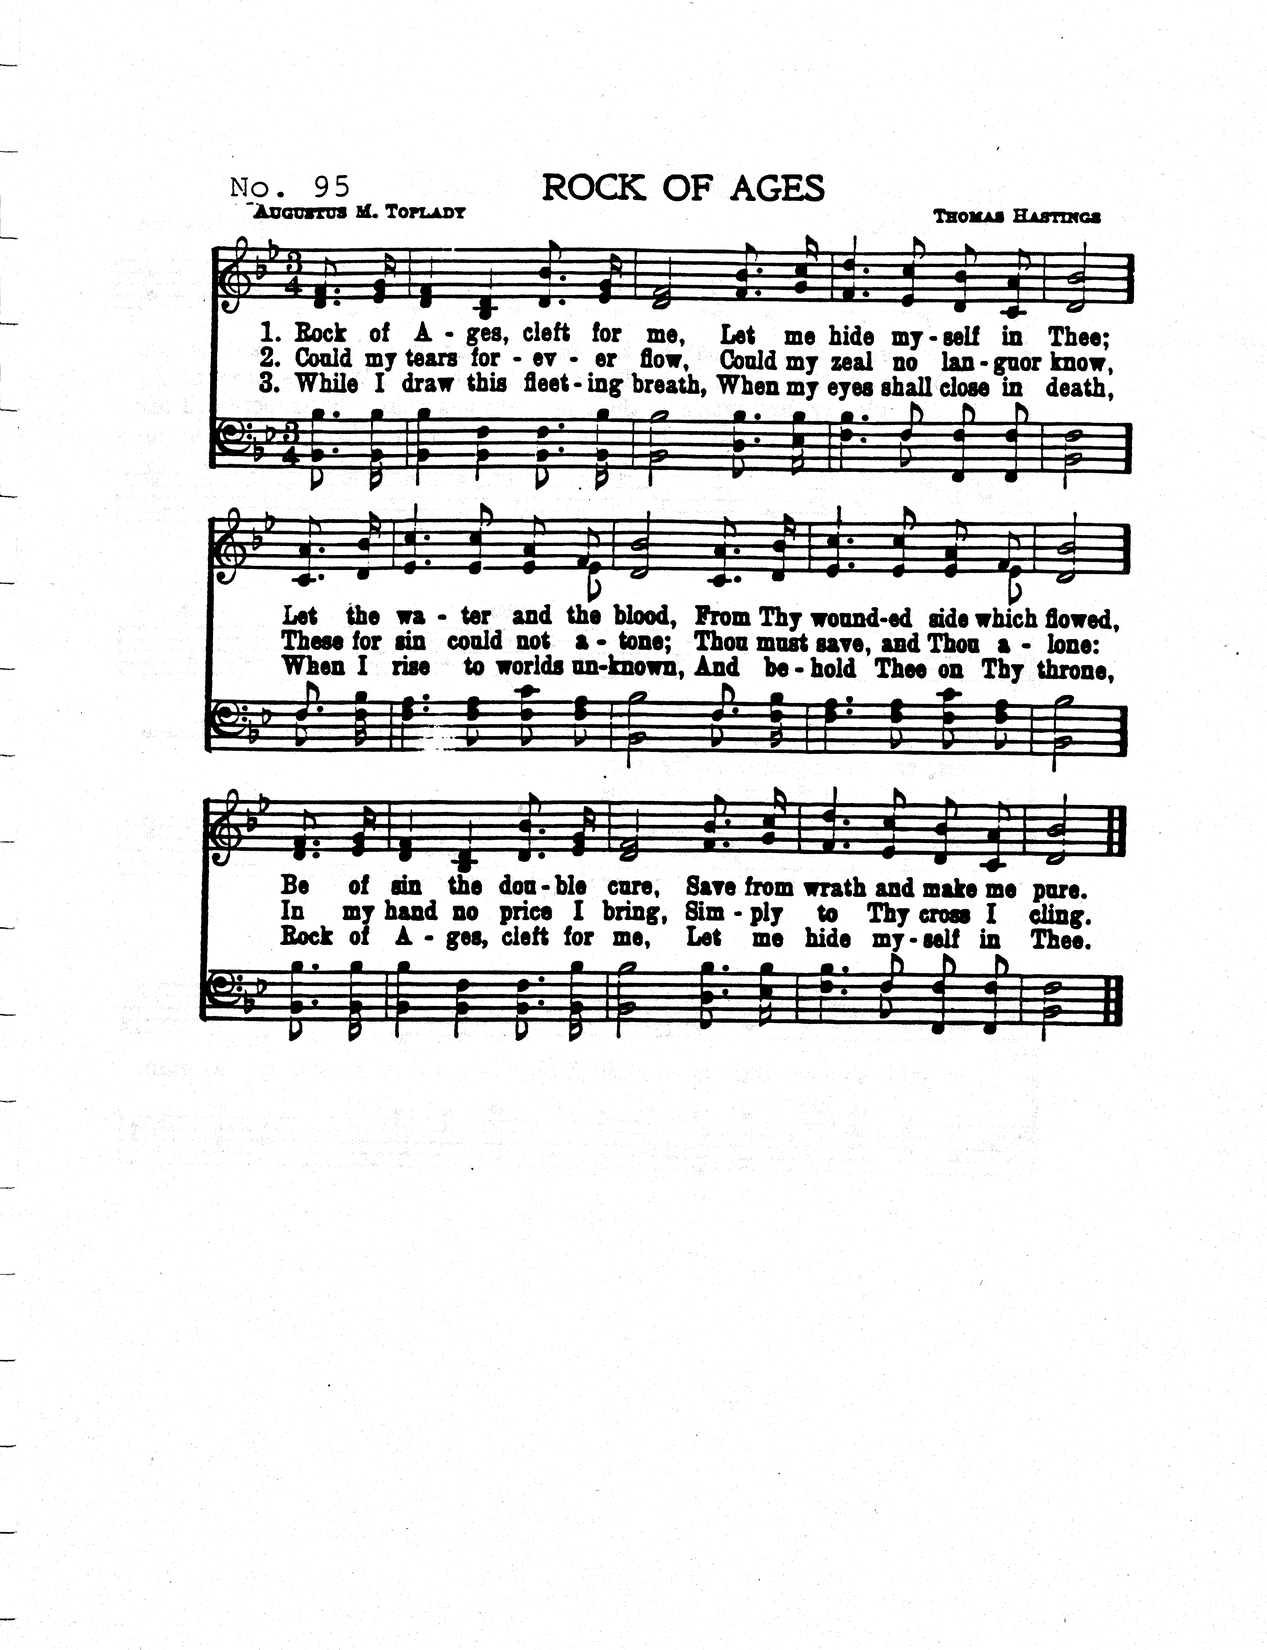 No. 95 ROCK OF AGES
AUGUSTUS M. TOPLADY THOMAS HASTINGS
1. Rock of A - ges, cleft for me, Let me hide my - self in Thee;
2. Could my tears for - ev - er flow, Could my zeal no lan - guor know,
3. While I draw this fleet - ing breath, When my eyes shall close in death,
Let the wa - ter and the blood, From Thy wound-ed side which flowed,
These for sin could not a - tone; Thou must save, and Thou a - lone:
When I rise to worlds un-known, And be - hold Thee on Thy throne,
Be of sin the dou - ble cure, Save from wrath and make me pure.
In my hand no price I bring, Sim - ply to Thy cross I cling.
Rock of A - ges, cleft for me, Let me hide my - self in Thee.